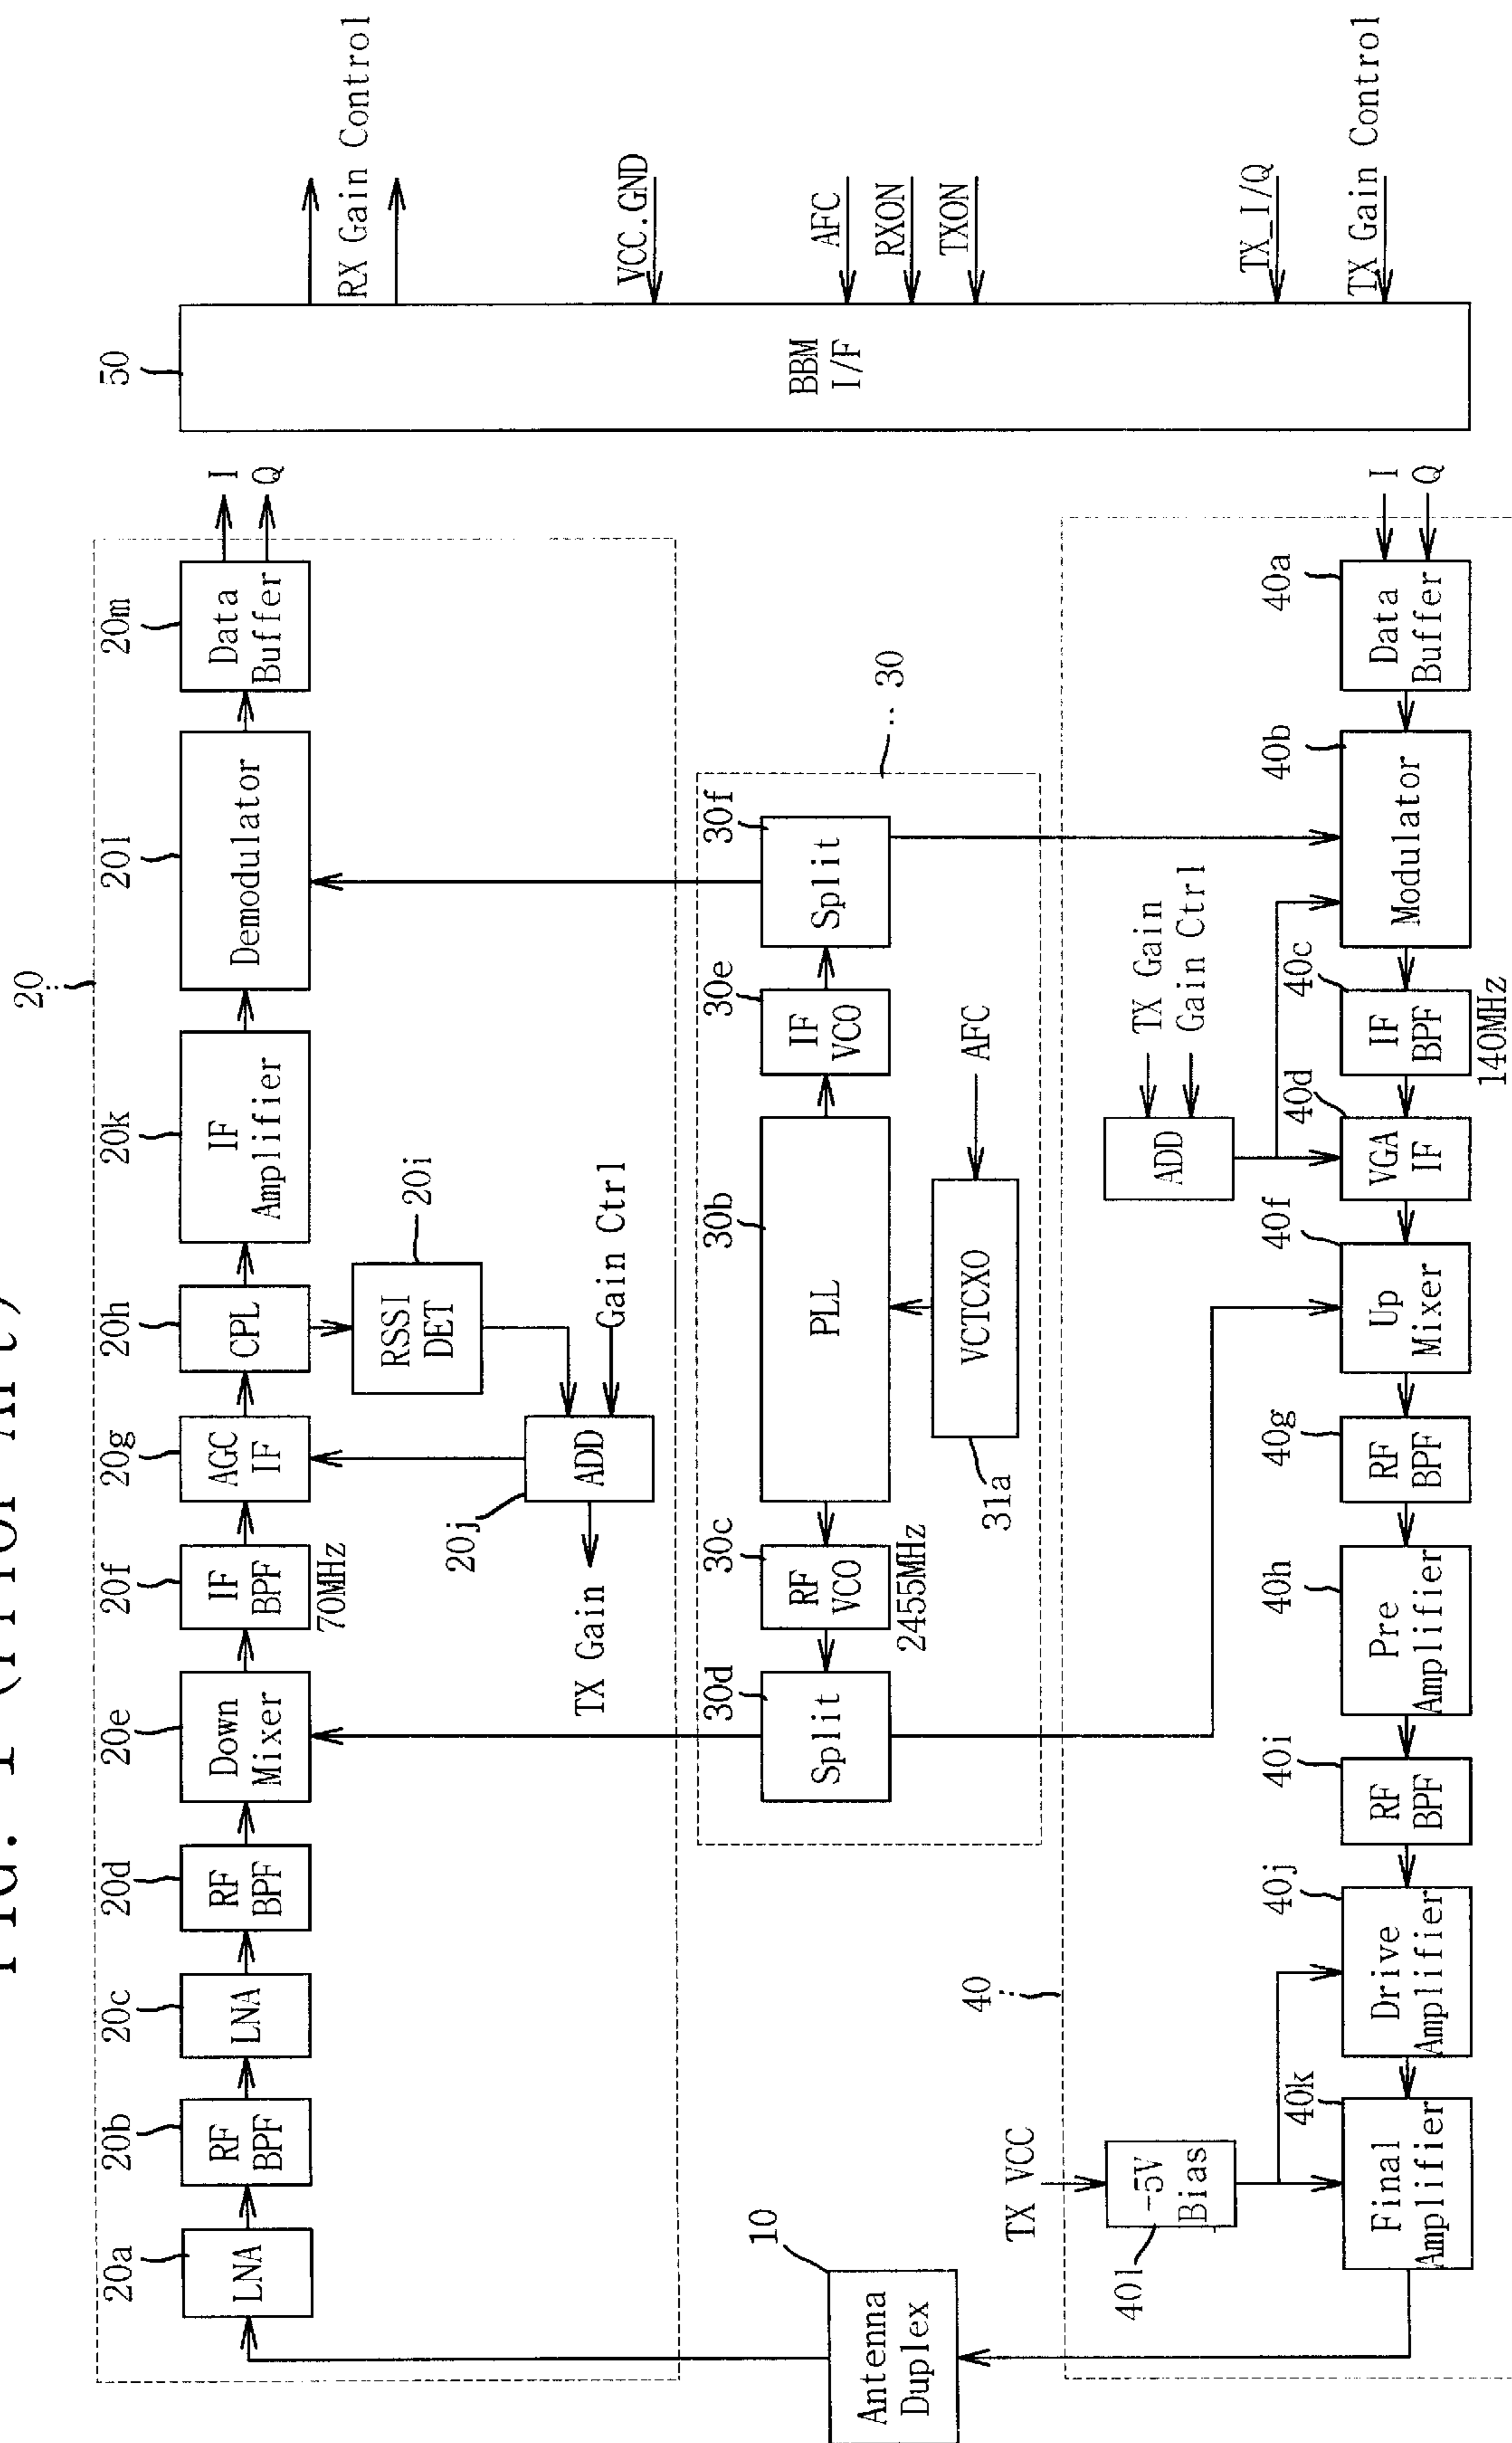 FIG. 1 (Prior Art)
20
20a
LNA
20b
RF
BPF
20c
LNA
20d
RF
BPF
20e
Down
Mixer
20f
IF
BPF
70MHz
20g
AGC
IF
20h
CPL
20k
IF
Amplifier
20l
Demodulator
20m
Data
Buffer
I
Q
20i
RSSI
DET
20j
ADD
Gain Ctrl
TX Gain
10
Antenna
Duplex
30
30d
Split
30c
RF
VCO
2455MHz
30b
PLL
30e
IF
VCO
30f
Split
31a
VCTCXO
AFC
40
TX VCC
40l
-5V
Bias
ADD
TX Gain
Gain Ctrl
40k
Final
Amplifier
40j
Drive
Amplifier
40i
RF
BPF
40h
Pre
Amplifier
40g
RF
BPF
40f
Up
Mixer
40d
VGA
IF
40c
IF
BPF
140MHz
40b
Modulator
40a
Data
Buffer
I
Q
50
BBM
I/F
RX Gain Control
VCC.GND
AFC
RXON
TXON
TX_I/Q
TX Gain Control